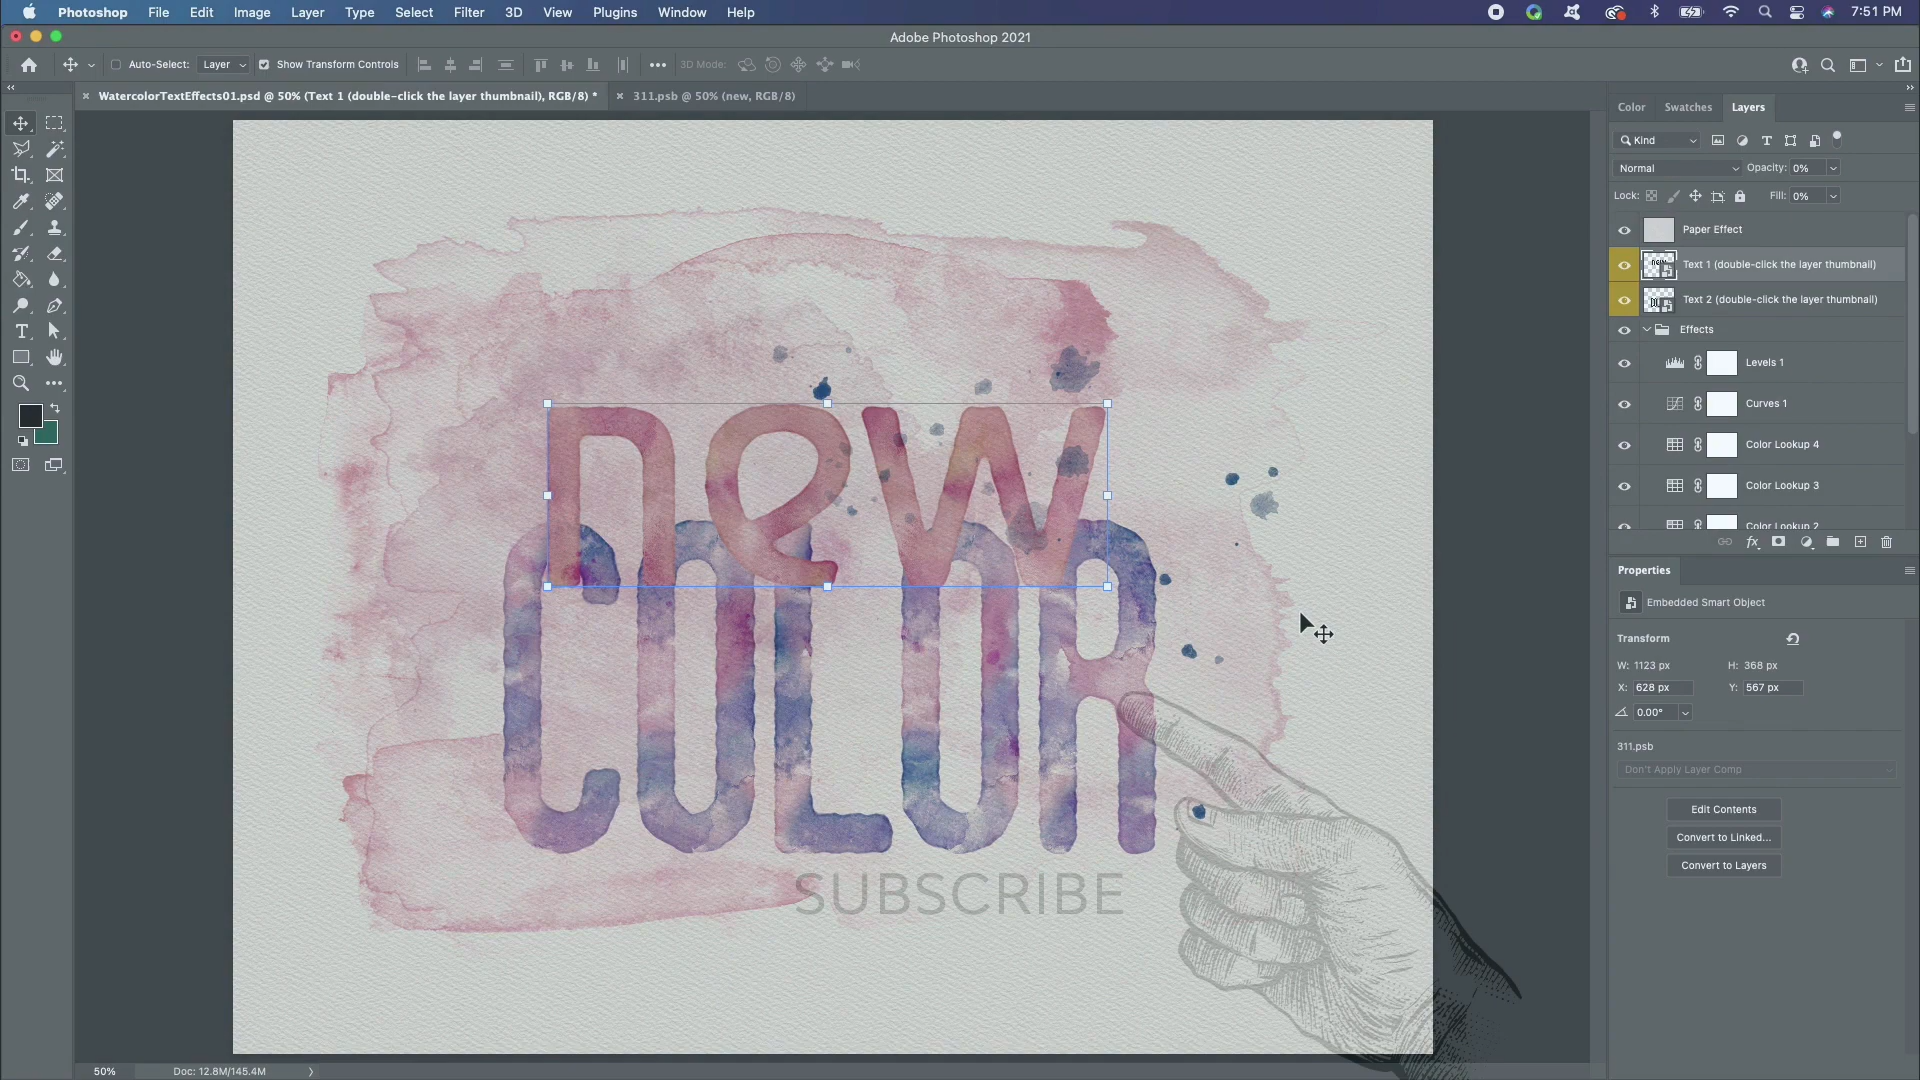 Photoshop File Edit Image Layer Type Select Filter 3D View Plugins Window Help 7:51 PM
Adobe Photoshop 2021
Auto-Select: Layer Show Transform Controls 3D Mode:
WatercolorTextEffects01.psd @ 50% (Text 1 (double-click the layer thumbnail), RGB/8) * 311.psb @ 50% (new, RGB/8)
Color Swatches Layers
Kind
Normal Opacity: 0%
Lock: Fill: 0%
Paper Effect
Text 1 (double-click the layer thumbnail)
Text 2 (double-click the layer thumbnail)
Effects
Levels 1
Curves 1
Color Lookup 4
Color Lookup 3
Color Lookup 2
new
COLOR
SUBSCRIBE
Properties
Embedded Smart Object
Transform
W: 1123 px H: 368 px
X: 628 px Y: 567 px
0.00°
311.psb
Don't Apply Layer Comp
Edit Contents
Convert to Linked...
Convert to Layers
50% Doc: 12.8M/145.4M